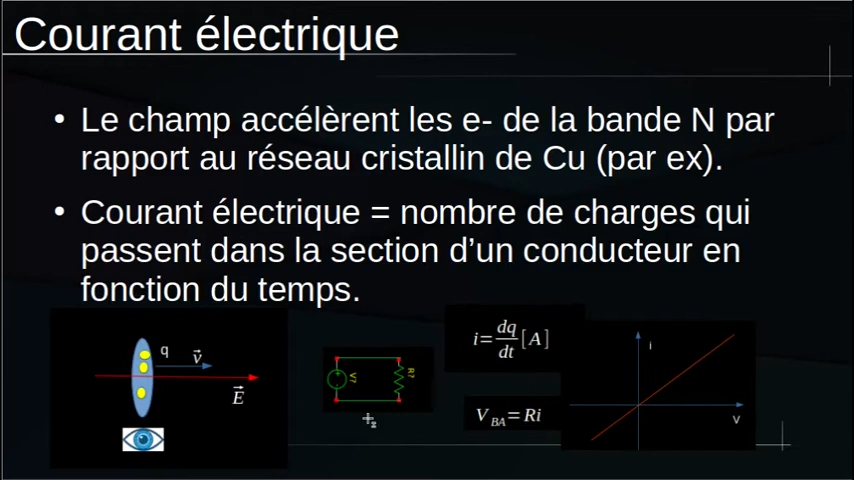 Courant électrique
• Le champ accélèrent les e- de la bande N par
rapport au réseau cristallin de Cu (par ex).
• Courant électrique = nombre de charges qui
passent dans la section d’un conducteur en
fonction du temps.
q
v⃗
E⃗
V?
R?
i=dq/dt [A]
V_BA=Ri
i
V